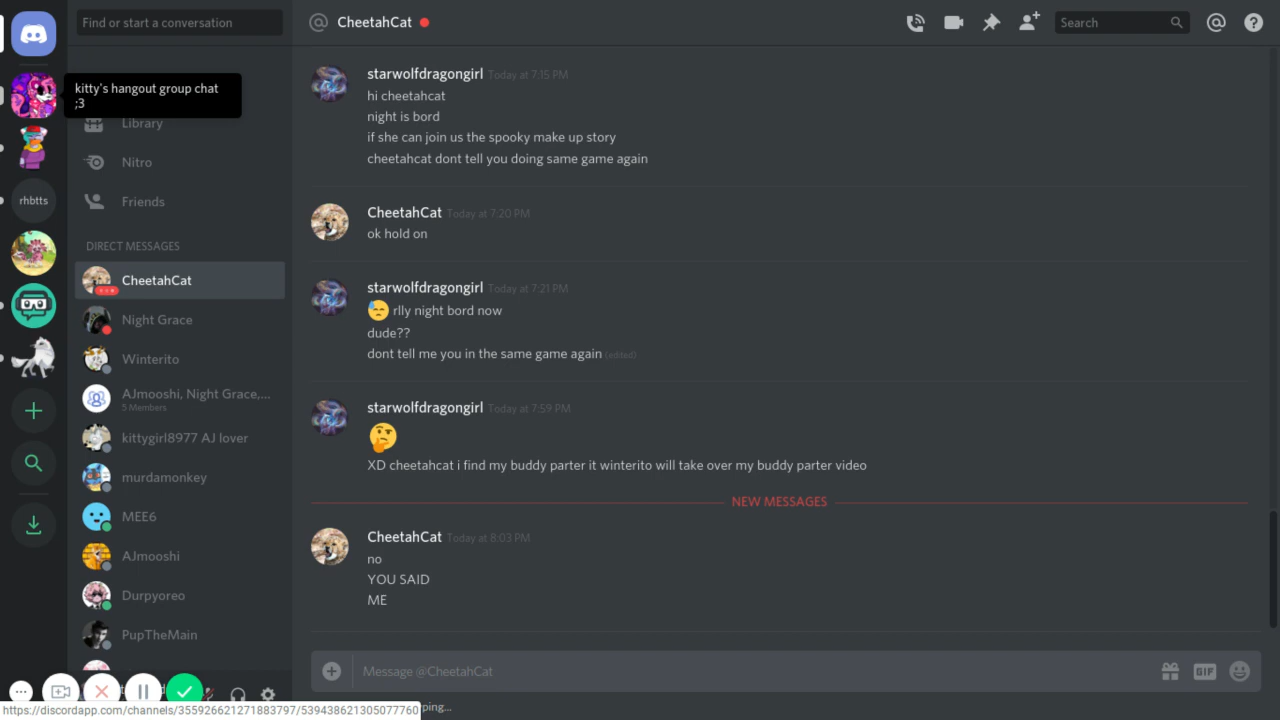 Find or start a conversation
CheetahCat
Search
kitty's hangout group chat
;3
rhbtts
Library
Nitro
Friends
DIRECT MESSAGES
CheetahCat
Night Grace
Winterito
AJmooshi, Night Grace,...
5 Members
kittygirl8977 AJ lover
murdamonkey
MEE6
AJmooshi
Durpyoreo
PupTheMain
starwolfdragongirl Today at 7:15 PM
hi cheetahcat
night is bord
if she can join us the spooky make up story
cheetahcat dont tell you doing same game again
CheetahCat Today at 7:20 PM
ok hold on
starwolfdragongirl Today at 7:21 PM
rlly night bord now
dude??
dont tell me you in the same game again (edited)
starwolfdragongirl Today at 7:59 PM
XD cheetahcat i find my buddy parter it winterito will take over my buddy parter video
NEW MESSAGES
CheetahCat Today at 8:03 PM
no
YOU SAID
ME
Message @CheetahCat
GIF
https://discordapp.com/channels/355926621271883797/539438621305077760
ping...